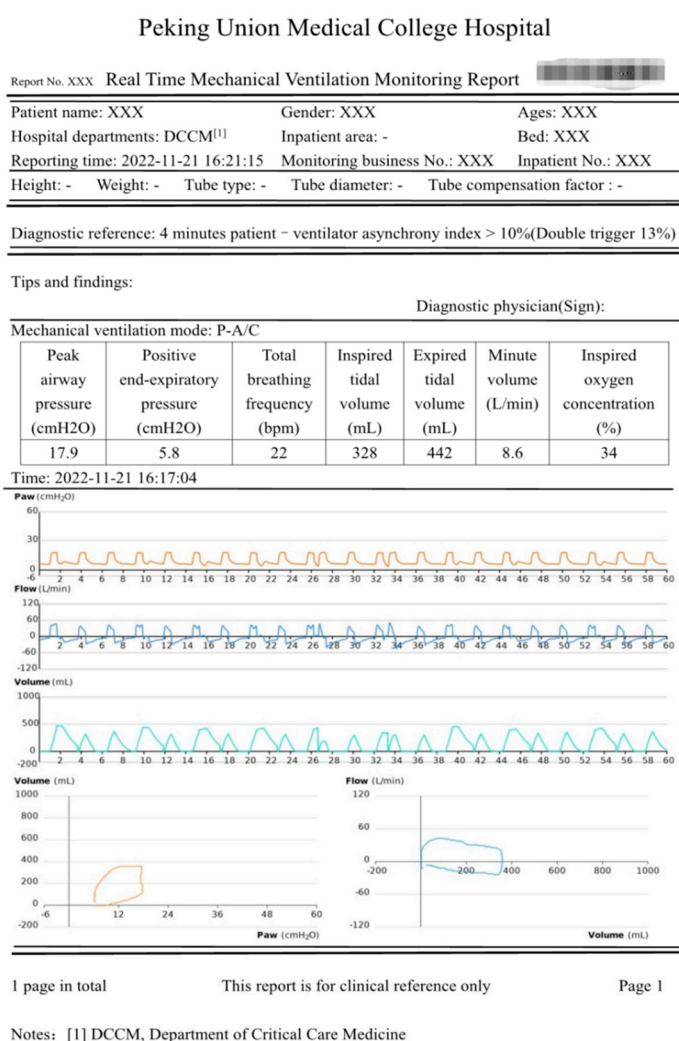 Peking Union Medical College Hospital
Report No. XXX Real Time Mechanical Ventilation Monitoring Report
Patient name: XXX Gender: XXX Ages: XXX
Hospital departments: DCCM[1] Inpatient area: - Bed: XXX
Reporting time: 2022-11-21 16:21:15 Monitoring business No.: XXX Inpatient No.: XXX
Height: - Weight: - Tube type: - Tube diameter: - Tube compensation factor : -
Diagnostic reference: 4 minutes patient - ventilator asynchrony index > 10%(Double trigger 13%)
Tips and findings:
Diagnostic physician(Sign):
Mechanical ventilation mode: P-A/C
Peak airway pressure (cmH2O) Positive end-expiratory pressure (cmH2O) Total breathing frequency (bpm) Inspired tidal volume (mL) Expired tidal volume (mL) Minute volume (L/min) Inspired oxygen concentration (%)
17.9 5.8 22 328 442 8.6 34
Time: 2022-11-21 16:17:04
Paw (cmH2O)
60
30
0
-6
2 4 6 8 10 12 14 16 18 20 22 24 26 28 30 32 34 36 38 40 42 44 46 48 50 52 54 56 58 60
Flow (L/min)
120
60
0
-60
-120
2 4 6 8 10 12 14 16 18 20 22 24 26 28 30 32 34 36 38 40 42 44 46 48 50 52 54 56 58 60
Volume (mL)
1000
500
0
-200
2 4 6 8 10 12 14 16 18 20 22 24 26 28 30 32 34 36 38 40 42 44 46 48 50 52 54 56 58 60
Volume (mL)
1000
800
600
400
200
0
-200
-6 12 24 36 48 60
Paw (cmH2O)
Flow (L/min)
120
60
0
-60
-120
-200 200 400 600 800 1000
Volume (mL)
1 page in total This report is for clinical reference only Page 1
Notes: [1] DCCM, Department of Critical Care Medicine